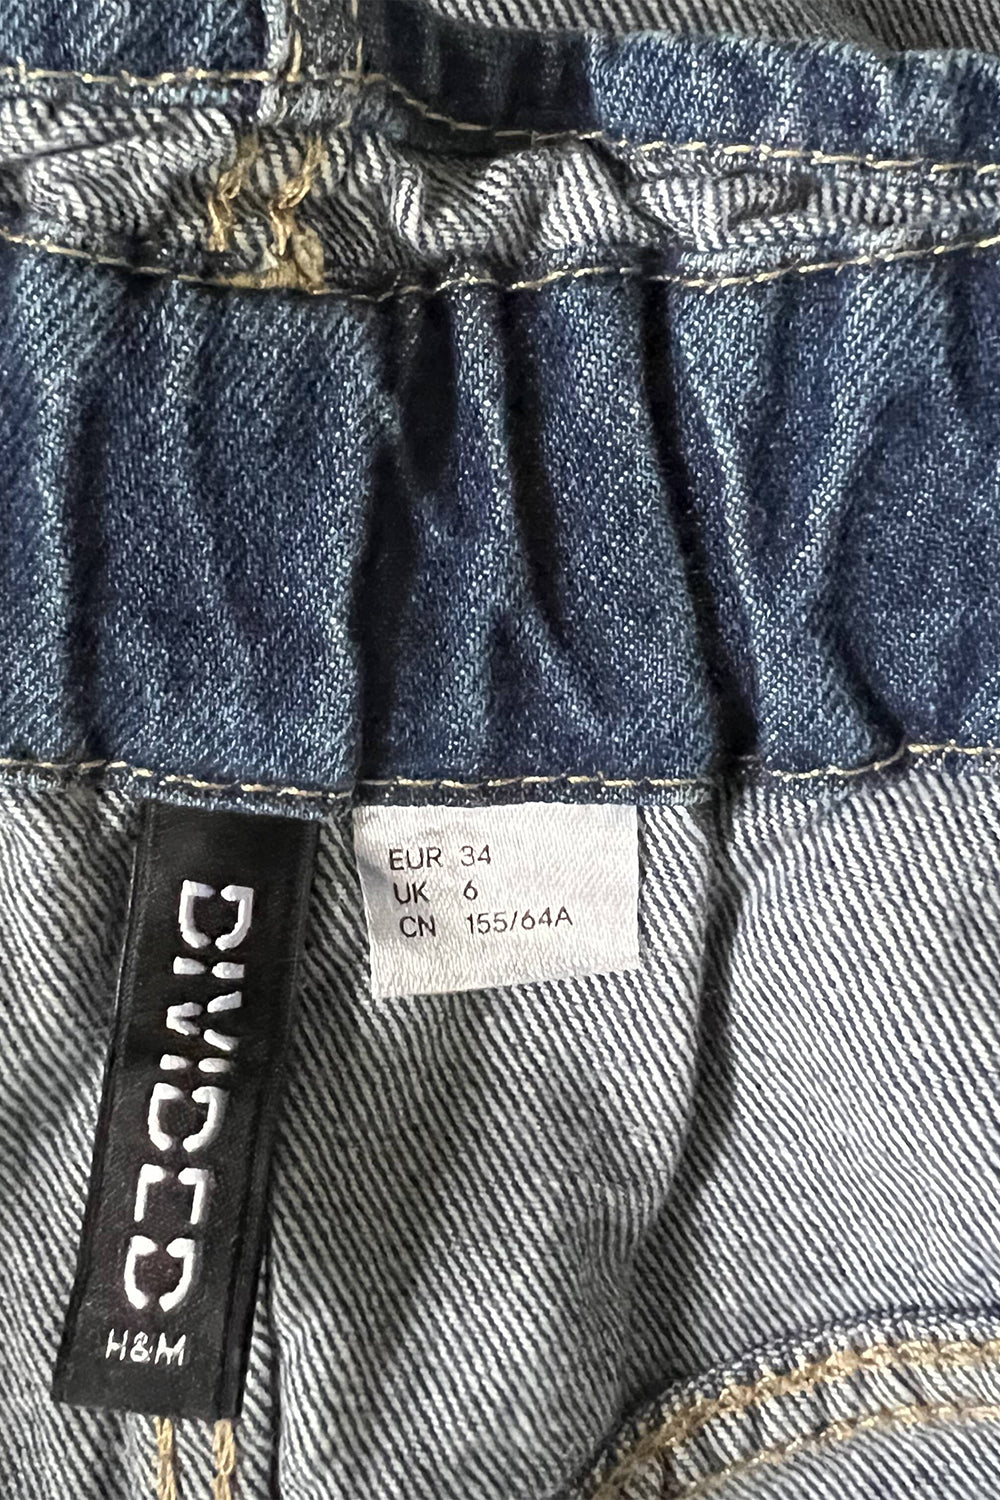 EUR 34
UK 6
CN 155/64A
DIVIDED
H&M